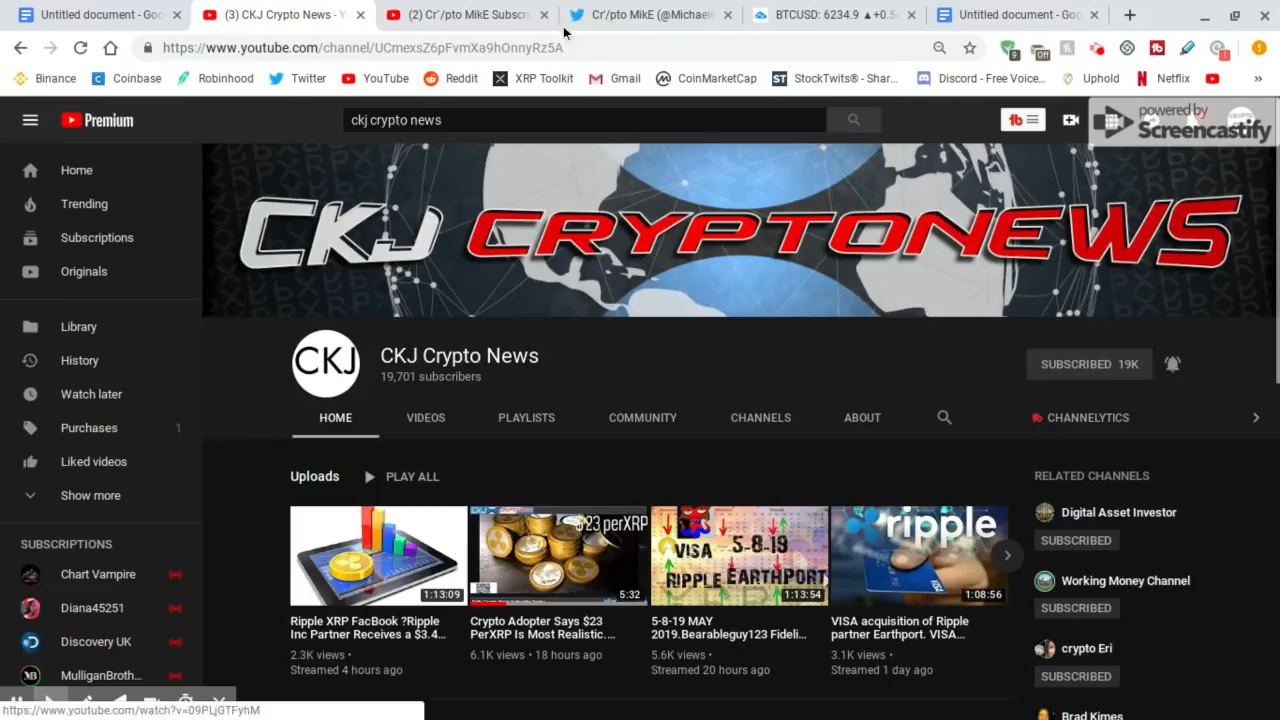 Untitled document - Goo
(3) CKJ Crypto News - Y
(2) Cr`/pto MikE Subscri
Cr'/pto MikE (@Michael
BTCUSD: 6234.9 ▲+0.5
Untitled document - Goo
https://www.youtube.com/channel/UCmexsZ6pFvmXa9hOnnyRz5A
9
Off
1
Binance
Coinbase
Robinhood
Twitter
YouTube
Reddit
XRP Toolkit
Gmail
CoinMarketCap
StockTwits® - Shar...
Discord - Free Voice...
Uphold
Netflix
Premium
ckj crypto news
powered by
Screencastify
Home
Trending
Subscriptions
Originals
Library
History
Watch later
Purchases 1
Liked videos
Show more
SUBSCRIPTIONS
Chart Vampire
Diana45251
Discovery UK
MulliganBroth...
CKJ CRYPTONEWS
CKJ
CKJ Crypto News
19,701 subscribers
SUBSCRIBED 19K
HOME
VIDEOS
PLAYLISTS
COMMUNITY
CHANNELS
ABOUT
CHANNELYTICS
Uploads
PLAY ALL
1:13:09
Ripple XRP FacBook ?Ripple
Inc Partner Receives a $3.4...
2.3K views •
Streamed 4 hours ago
$23 perXRP
5:32
Crypto Adopter Says $23
PerXRP Is Most Realistic....
6.1K views • 18 hours ago
VISA 5-8-19
RIPPLE EARTHPORT
1:13:54
5-8-19 MAY
2019.Bearableguy123 Fideli...
5.6K views •
Streamed 20 hours ago
ripple
1:08:56
VISA acquisition of Ripple
partner Earthport. VISA...
3.1K views •
Streamed 1 day ago
RELATED CHANNELS
Digital Asset Investor
SUBSCRIBED
Working Money Channel
SUBSCRIBED
crypto Eri
SUBSCRIBED
Brad Kimes
https://www.youtube.com/watch?v=09PLjGTFyhM